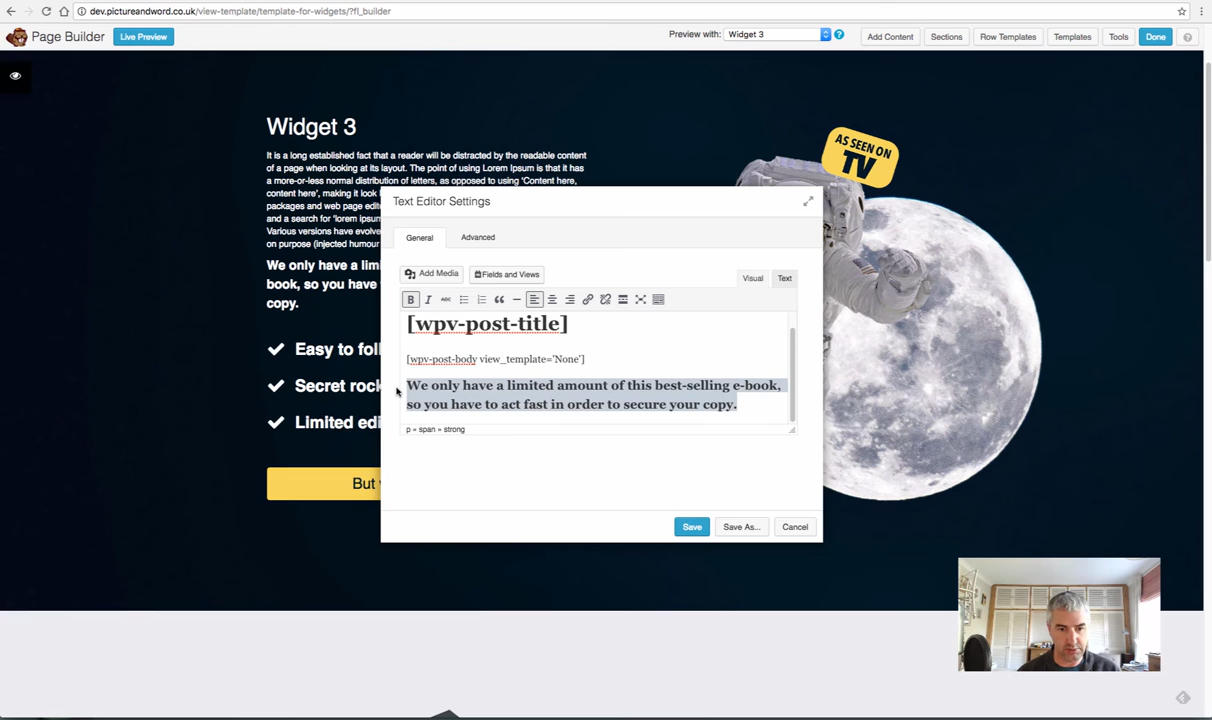 dev.pictureandword.co.uk/view-template/template-for-widgets/?fl_builder
Page Builder
Live Preview
Preview with:
Widget 3
?
Add Content
Sections
Row Templates
Templates
Tools
Done
?
Widget 3
It is a long established fact that a reader will be distracted by the readable content
of a page when looking at its layout. The point of using Lorem Ipsum is that it has
a more-or-less normal distribution of letters, as opposed to using 'Content here,
content here', making it look
packages and web page edit
and a search for 'lorem ipsum
Various versions have evolve
on purpose (injected humour
We only have a limi
book, so you have
copy.
Easy to foll
Secret rock
Limited edi
But
AS SEEN ON
TV
Text Editor Settings
General
Advanced
Add Media
Fields and Views
Visual
Text
B
I
ABC
[wpv-post-title]
[wpv-post-body view_template='None']
We only have a limited amount of this best-selling e-book,
so you have to act fast in order to secure your copy.
p » span » strong
Save
Save As...
Cancel